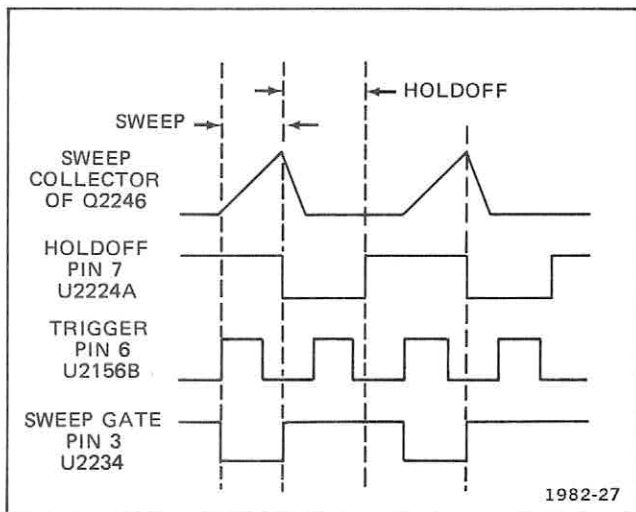 HOLDOFF
SWEEP
SWEEP
COLLECTOR
OF Q2246
HOLDOFF
PIN 7
U2224A
TRIGGER
PIN 6
U2156B
SWEEP GATE
PIN 3
U2234
1982-27